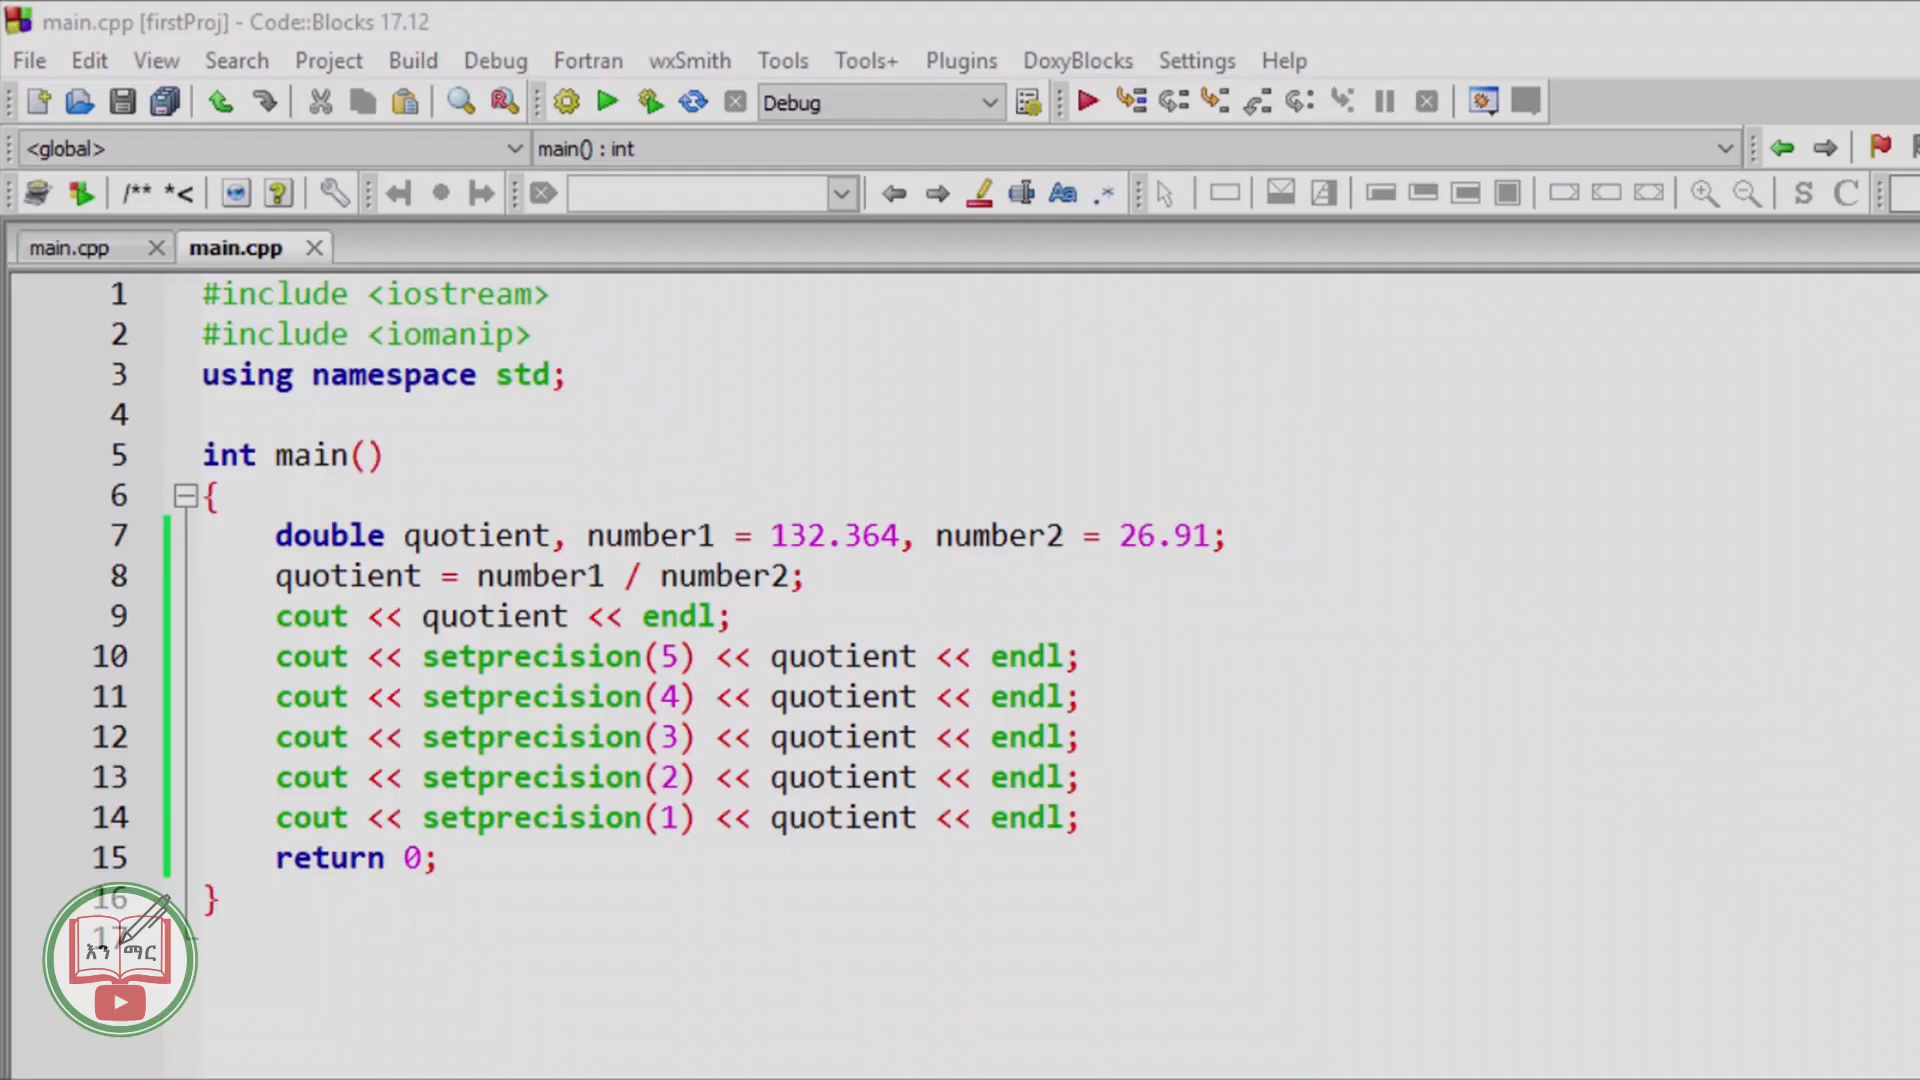 main.cpp [firstProj] - Code::Blocks 17.12
File Edit View Search Project Build Debug Fortran wxSmith Tools Tools+ Plugins DoxyBlocks Settings Help
Debug
<global> main() : int
/** *< Aa .* S C
main.cpp main.cpp
1 #include <iostream>
2 #include <iomanip>
3 using namespace std;
4
5 int main()
6 {
7 double quotient, number1 = 132.364, number2 = 26.91;
8 quotient = number1 / number2;
9 cout << quotient << endl;
10 cout << setprecision(5) << quotient << endl;
11 cout << setprecision(4) << quotient << endl;
12 cout << setprecision(3) << quotient << endl;
13 cout << setprecision(2) << quotient << endl;
14 cout << setprecision(1) << quotient << endl;
15 return 0;
16 }
17
እን ማር